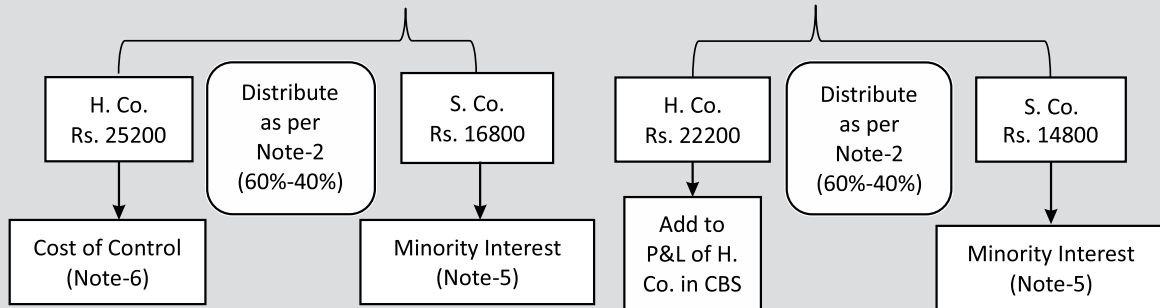 H. Co.
Rs. 25200
Distribute
as per
Note-2
(60%-40%)
S. Co.
Rs. 16800
Cost of Control
(Note-6)
Minority Interest
(Note-5)
H. Co.
Rs. 22200
Distribute
as per
Note-2
(60%-40%)
S. Co.
Rs. 14800
Add to
P&L of H.
Co. in CBS
Minority Interest
(Note-5)